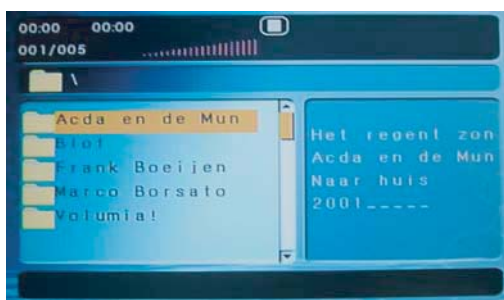 00:00 00:00
001/005
\
Acda en de Mun
Blof
Frank Boeijen
Marco Borsato
Volumia!
Het regent zon
Acda en de Mun
Naar huis
2001_____